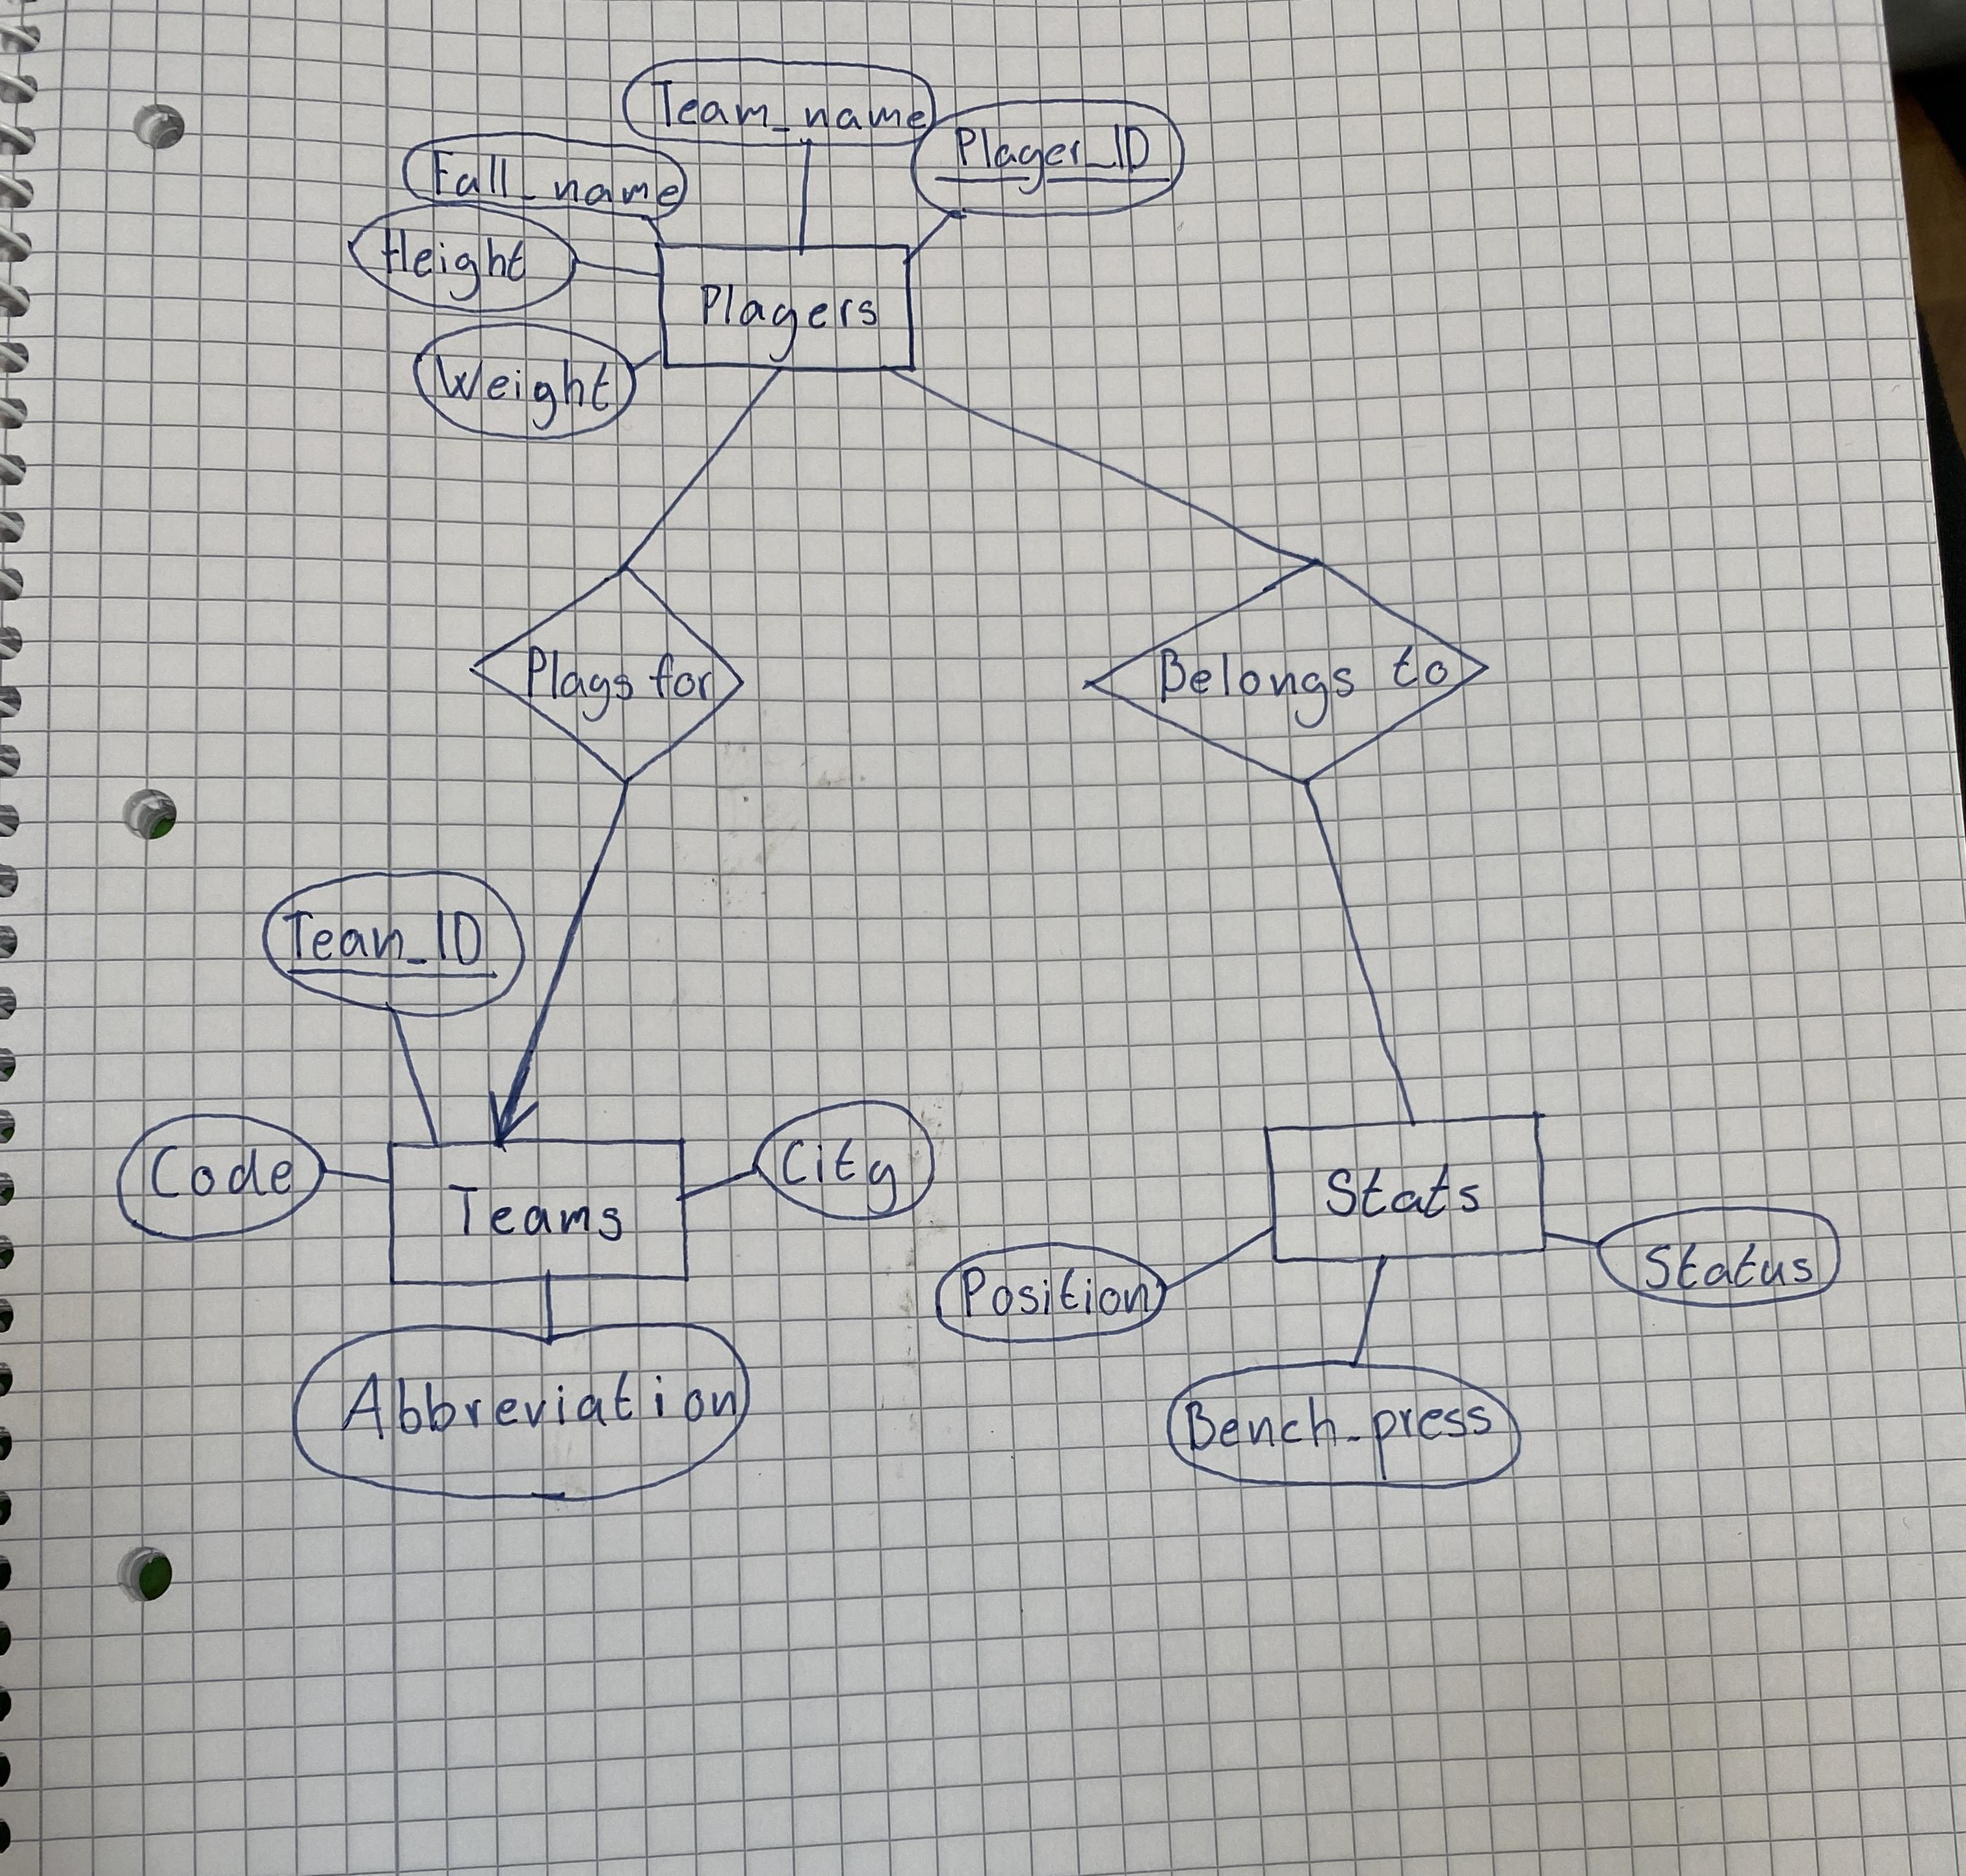 Team_name
Player_ID
Full_name
Height
Players
Weight
Plays for
Belongs to
Team_ID
Code
City
Teams
Stats
Position
Status
Abbreviation
Bench_press